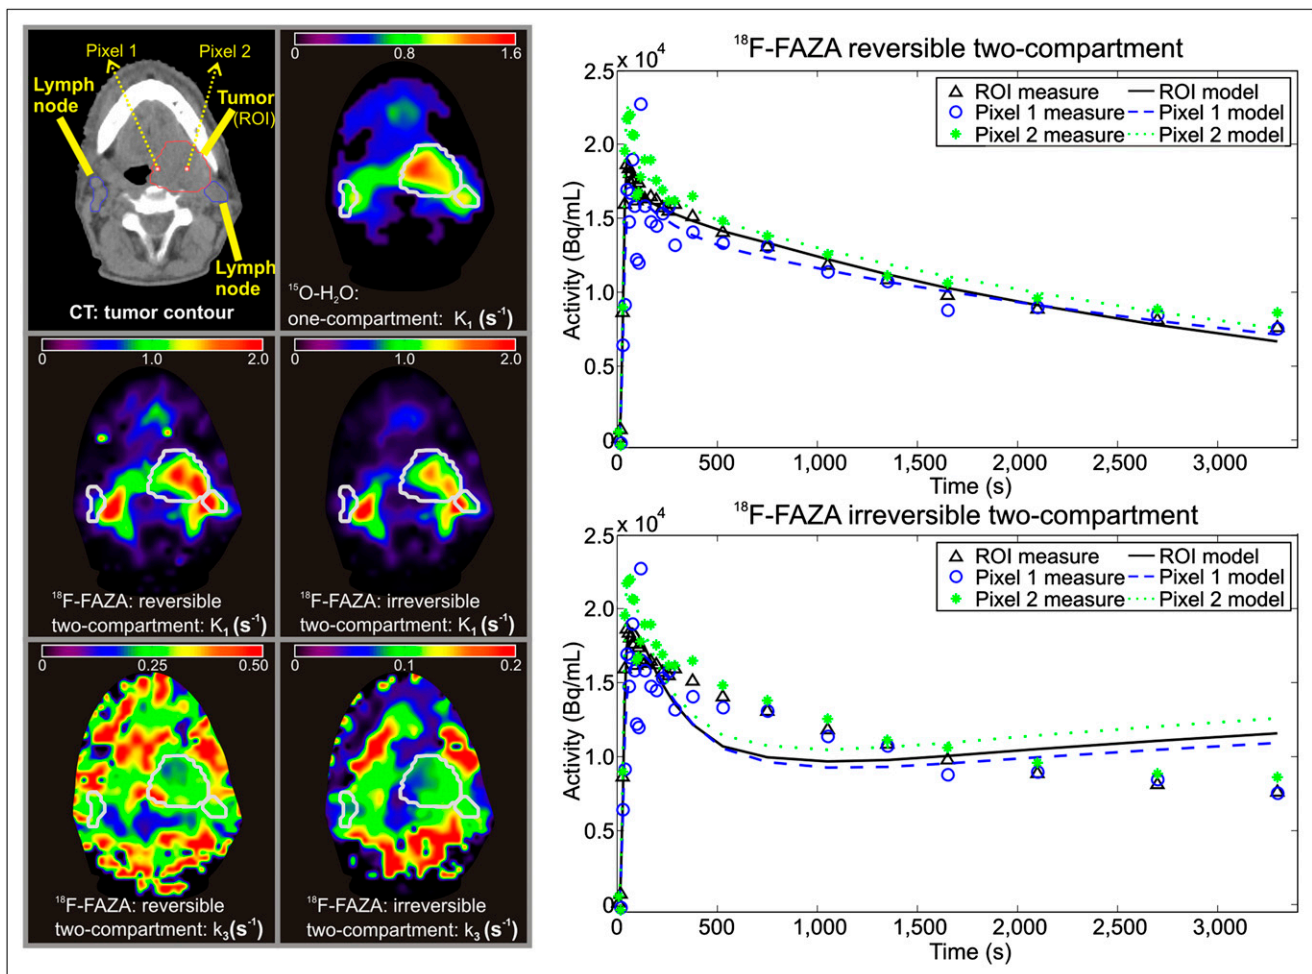 Pixel 1 Pixel 2
Lymph
node
Tumor
(ROI)
Lymph
node
CT: tumor contour
0 0.8 1.6
¹⁵O-H₂O:
one-compartment: K₁ (s⁻¹)
0 1.0 2.0
¹⁸F-FAZA: reversible
two-compartment: K₁ (s⁻¹)
0 1.0 2.0
¹⁸F-FAZA: irreversible
two-compartment: K₁ (s⁻¹)
0 0.25 0.50
¹⁸F-FAZA: reversible
two-compartment: k₃(s⁻¹)
0 0.1 0.2
¹⁸F-FAZA: irreversible
two-compartment: k₃ (s⁻¹)
¹⁸F-FAZA reversible two-compartment
x 10⁴
2.5
2.0
1.5
1.0
0.5
0
Activity (Bq/mL)
ROI measure ROI model
Pixel 1 measure Pixel 1 model
Pixel 2 measure Pixel 2 model
0 500 1,000 1,500 2,000 2,500 3,000
Time (s)
¹⁸F-FAZA irreversible two-compartment
x 10⁴
2.5
2.0
1.5
1.0
0.5
0
Activity (Bq/mL)
ROI measure ROI model
Pixel 1 measure Pixel 1 model
Pixel 2 measure Pixel 2 model
0 500 1,000 1,500 2,000 2,500 3,000
Time (s)